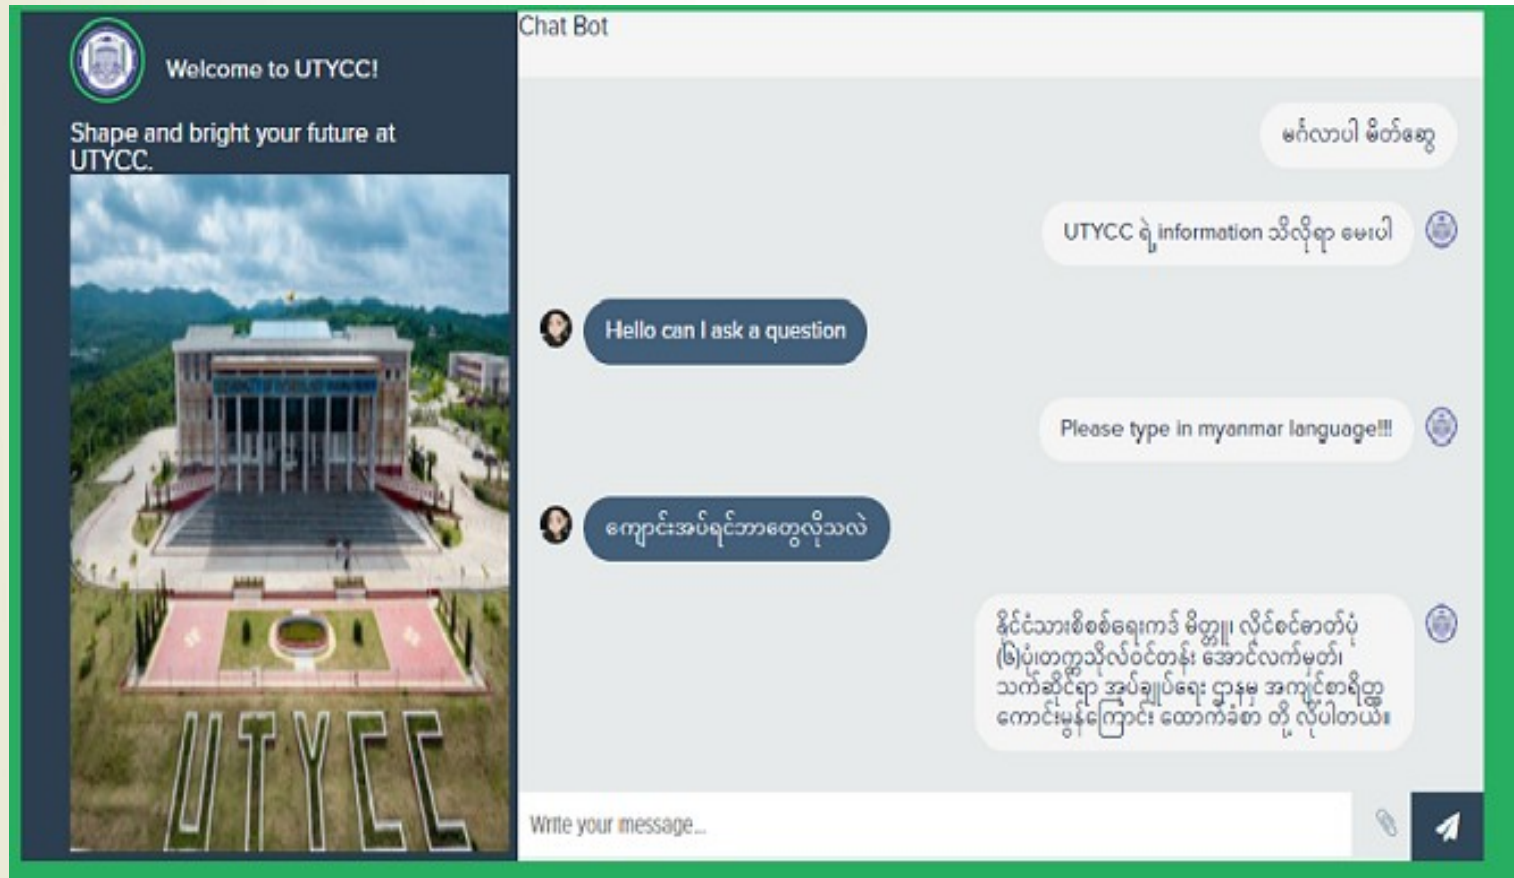 Welcome to UTYCC!
Shape and bright your future at
UTYCC.
UTYCC
Chat Bot
မင်္ဂလာပါ မိတ်ဆွေ
UTYCC ရဲ့ information သိလိုရာ မေးပါ
Hello can I ask a question
Please type in myanmar language!!!!
ကျောင်းအပ်ရင်ဘာတွေလိုသလဲ
နိုင်ငံသားစိစစ်ရေးကဒ် မိတ္တူ၊ လိုင်စင်ဓာတ်ပုံ
(၆)ပုံ၊တက္ကသိုလ်ဝင်တန်း အောင်လက်မှတ်၊
သက်ဆိုင်ရာ အုပ်ချုပ်ရေး ဌာနမှ အကျင့်စာရိတ္တ
ကောင်းမွန်ကြောင်း ထောက်ခံစာ တို့ လိုပါတယ်။
Write your message...